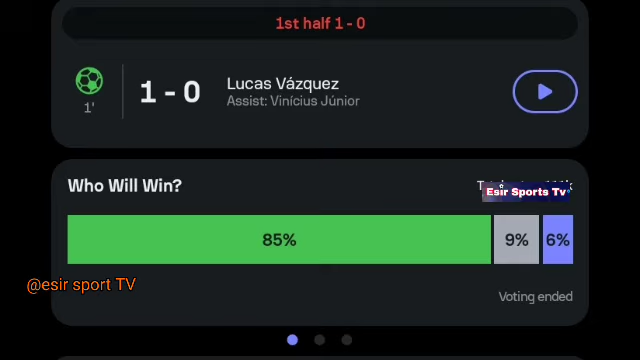 1st half 1 - 0
1'
1 - 0
Lucas Vázquez
Assist: Vinícius Júnior
Who Will Win?
Esir Sports Tv
85%
9%
6%
@esir sport TV
Voting ended